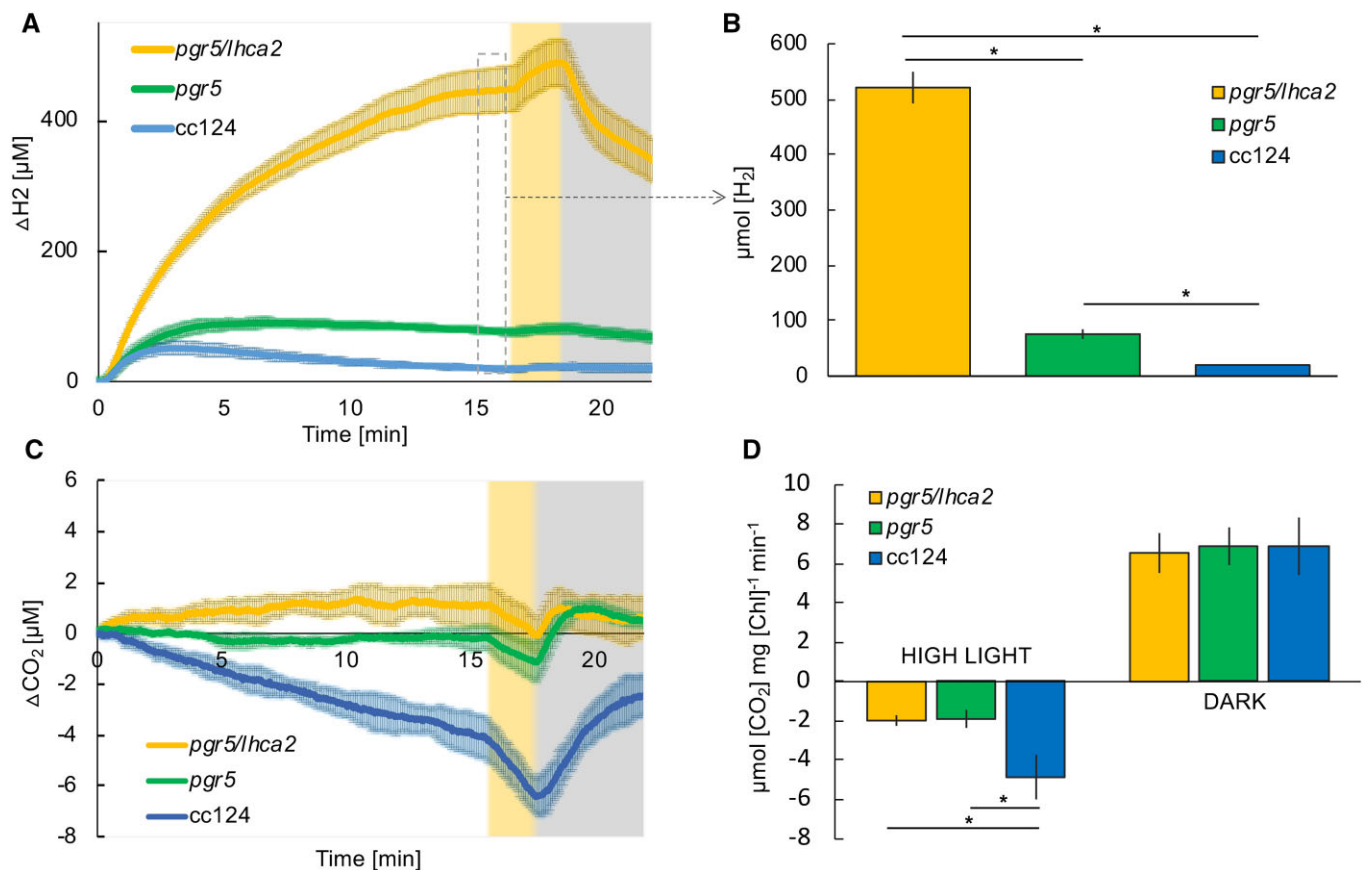 A
pgr5/lhca2
pgr5
cc124
400
200
0
ΔH2 [µM]
0 5 10 15 20
Time [min]
B
* *
*
600
500
400
300
200
100
0
µmol [H₂]
pgr5/lhca2
pgr5
cc124
C
6
4
2
0
-2
-4
-6
-8
ΔCO₂ [µM]
0 5 10 15 20
pgr5/lhca2
pgr5
cc124
Time [min]
D
10
8
6
4
2
0
-2
-4
-6
-8
µmol [CO₂] mg [Chl]⁻¹ min⁻¹
pgr5/lhca2
pgr5
cc124
HIGH LIGHT
DARK
*
*